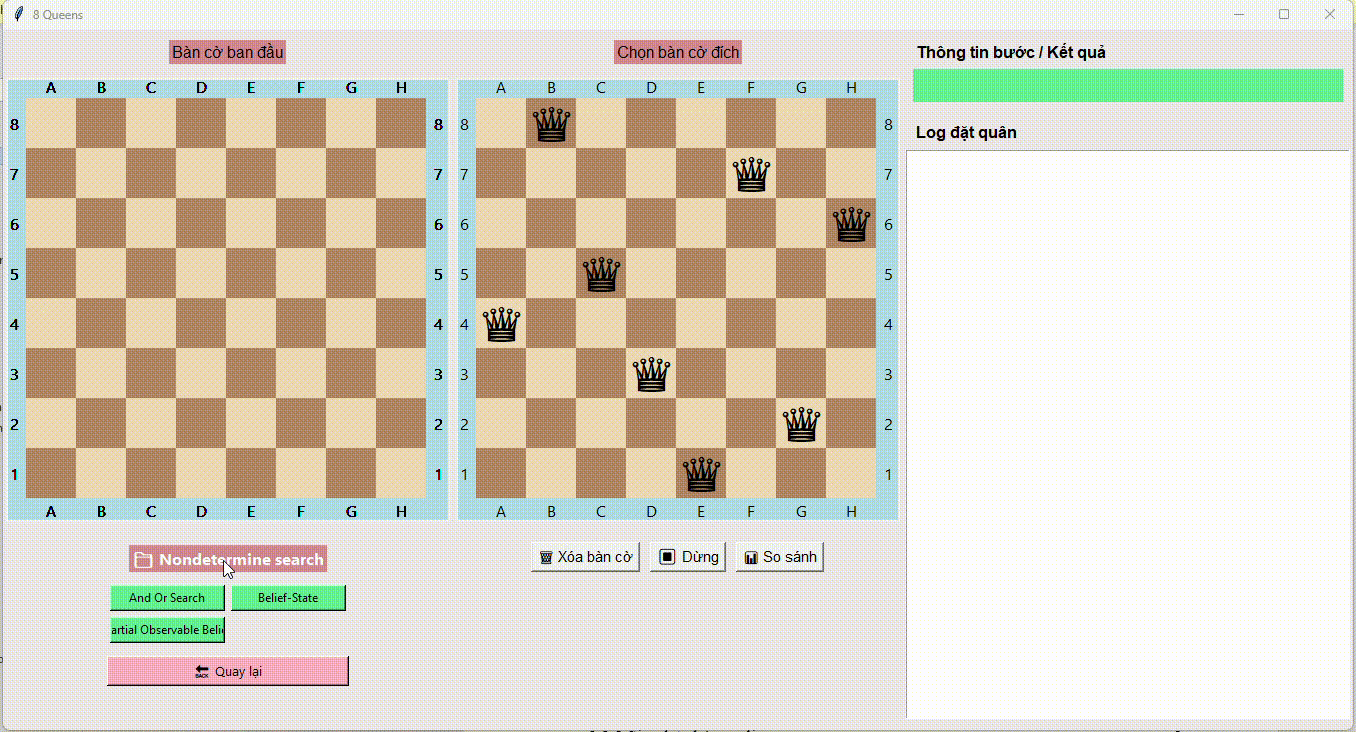 8 Queens
Bàn cờ ban đầu
Chọn bàn cờ đích
Thông tin bước / Kết quả
Log đặt quân
A B C D E F G H
A B C D E F G H
8 8 8 8
7 7 7 7
6 6 6 6
5 5 5 5
4 4 4 4
3 3 3 3
2 2 2 2
1 1 1 1
A B C D E F G H
A B C D E F G H
Nondetermine search
And Or Search
Belief-State
artial Observable Beli
BACK Quay lại
Xóa bàn cờ
Dừng
So sánh